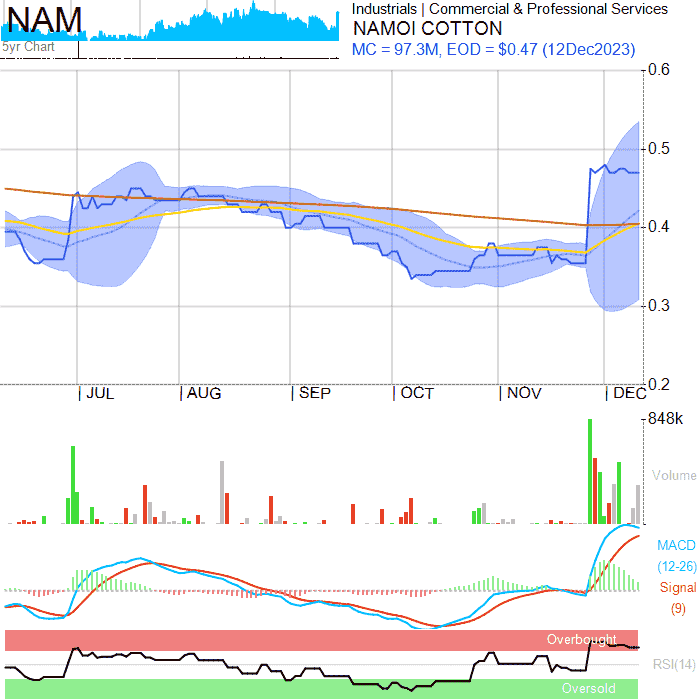 NAM
5yr Chart
Industrials | Commercial & Professional Services
NAMOI COTTON
MC = 97.3M, EOD = $0.47 (12Dec2023)
0.6
0.5
0.4
0.3
0.2
JUL AUG SEP OCT NOV DEC
848k
Volume
MACD
(12-26)
Signal
(9)
Overbought
RSI(14)
Oversold